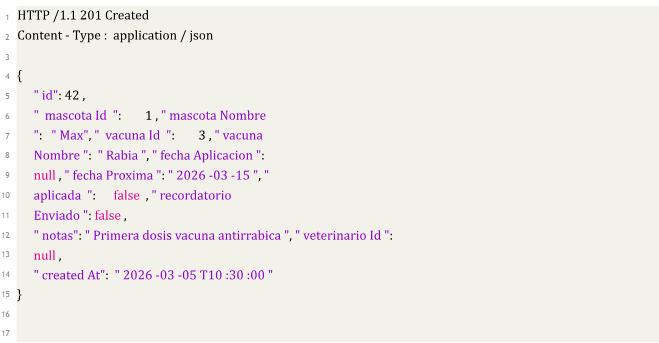 1 HTTP /1.1 201 Created
2 Content - Type : application / json
3
4 {
5 " id": 42 ,
6 " mascota Id ": 1 , " mascota Nombre
7 ": " Max", " vacuna Id ": 3 , " vacuna
8 Nombre ": " Rabia ", " fecha Aplicacion ":
9 null , " fecha Proxima ": " 2026 -03 -15 ", "
10 aplicada ": false , " recordatorio
11 Enviado ": false ,
12 " notas": " Primera dosis vacuna antirrabica ", " veterinario Id ":
13 null ,
14 " created At": " 2026 -03 -05 T10 :30 :00 "
15 }
16
17